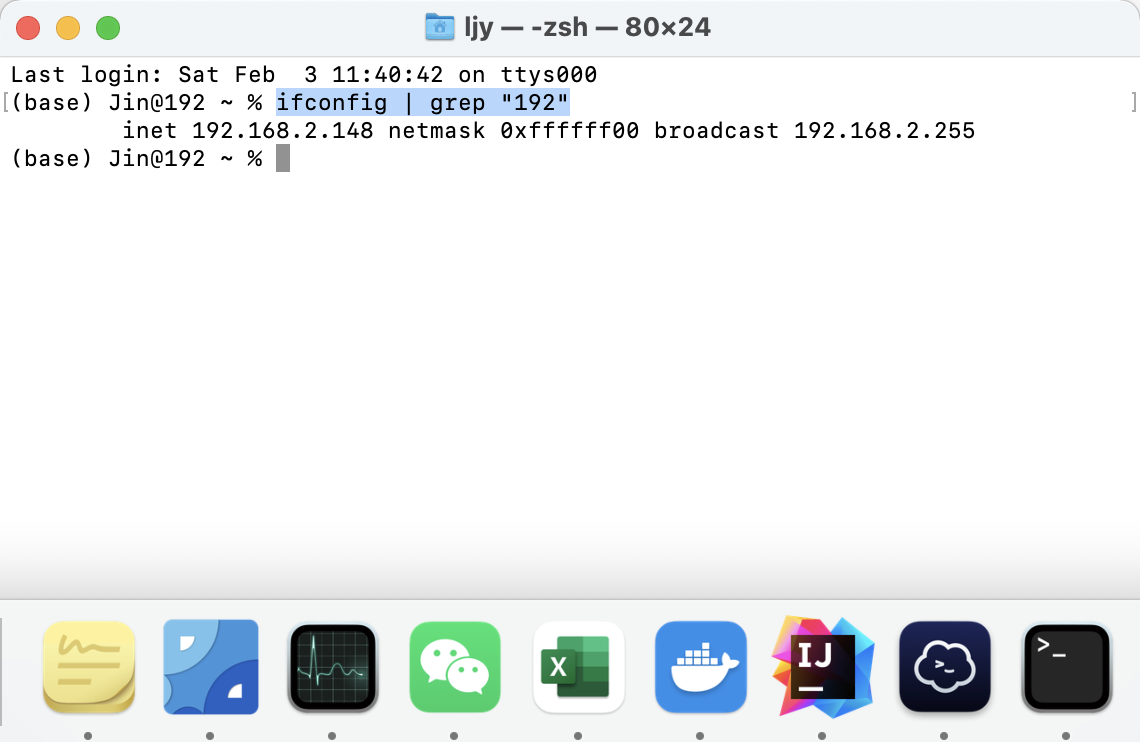 ljy — -zsh — 80×24
Last login: Sat Feb  3 11:40:42 on ttys000
[(base) Jin@192 ~ % ifconfig | grep "192" ]
        inet 192.168.2.148 netmask 0xffffff00 broadcast 192.168.2.255
(base) Jin@192 ~ %
X
IJ
>_
>_